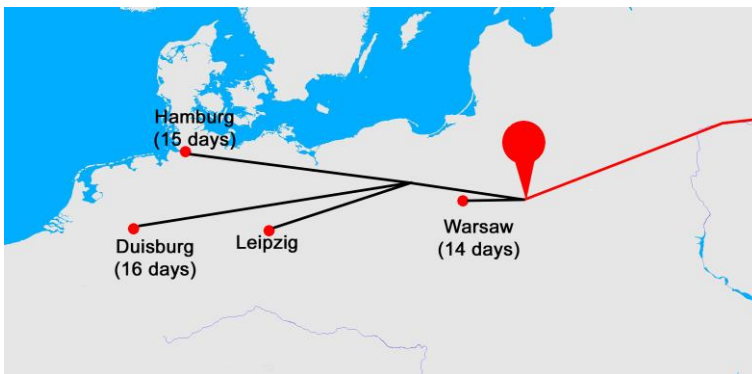 Hamburg
(15 days)
Duisburg
(16 days)
Leipzig
Warsaw
(14 days)